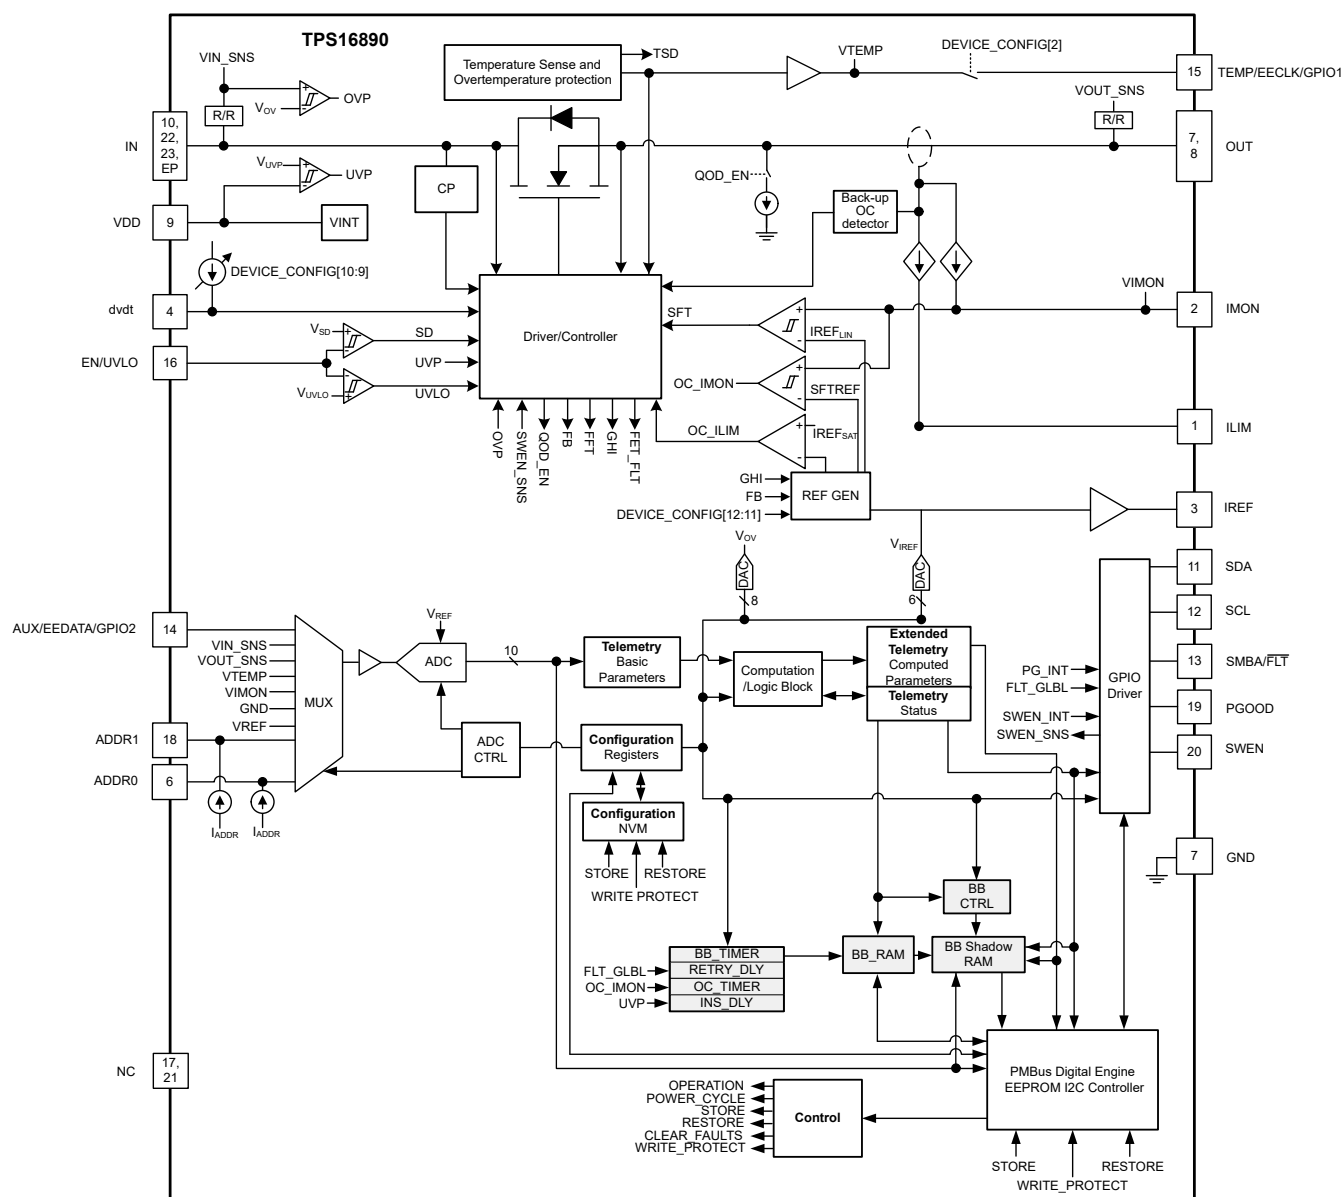 TPS16890
VIN_SNS
VOV
R/R
OVP
10,
22,
23,
EP
IN
VUVP
UVP
VDD
9
VINT
DEVICE_CONFIG[10:9]
dvdt
4
EN/UVLO
16
VSD
SD
UVP
VUVLO
UVLO
Temperature Sense and
Overtemperature protection
TSD
VTEMP
DEVICE_CONFIG[2]
15
TEMP/EECLK/GPIO1
VOUT_SNS
R/R
7,
8
OUT
CP
QOD_EN
Back-up
OC
detector
Driver/Controller
VIMON
2
IMON
SFT
IREFLIN
OC_IMON
SFTREF
OC_ILIM
IREFSAT
1
ILIM
OVP
SWEN_SNS
QOD_EN
FB
FFT
GHI
FET_FLT
GHI
FB
DEVICE_CONFIG[12:11]
REF GEN
3
IREF
VOV
DAC
8
VIREF
DAC
6
11
SDA
12
SCL
13
SMBA/FLT
19
PGOOD
20
SWEN
PG_INT
FLT_GLBL
SWEN_INT
SWEN_SNS
GPIO
Driver
AUX/EEDATA/GPIO2
14
VIN_SNS
VOUT_SNS
VTEMP
VIMON
GND
VREF
MUX
VREF
ADC
10
Telemetry
Basic
Parameters
Computation
/Logic Block
Extended
Telemetry
Computed
Parameters
Telemetry
Status
ADDR1
18
ADDR0
6
IADDR
IADDR
ADC
CTRL
Configuration
Registers
Configuration
NVM
STORE
RESTORE
WRITE PROTECT
7
GND
BB
CTRL
BB_TIMER
RETRY_DLY
OC_TIMER
INS_DLY
FLT_GLBL
OC_IMON
UVP
BB_RAM
BB Shadow
RAM
NC
17,
21
PMBus Digital Engine
EEPROM I2C Controller
OPERATION
POWER_CYCLE
STORE
RESTORE
CLEAR_FAULTS
WRITE_PROTECT
Control
STORE
RESTORE
WRITE_PROTECT